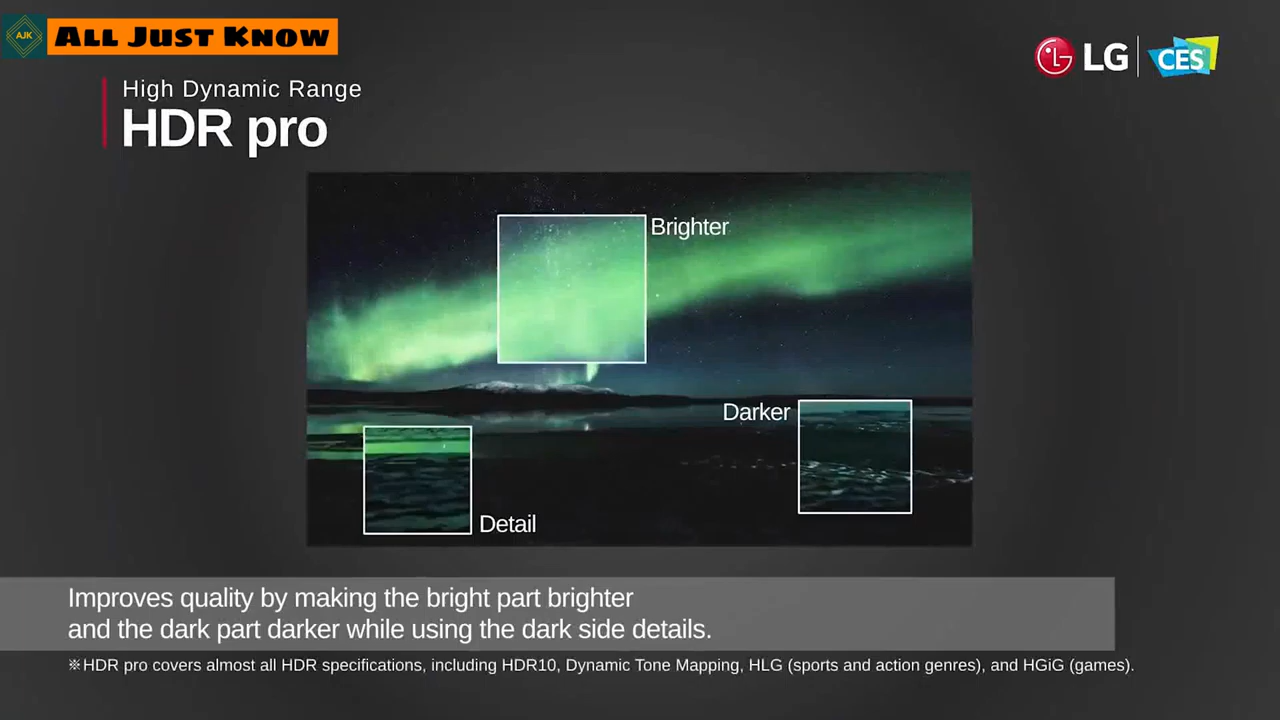 AJK
All Just Know
LG
CES
High Dynamic Range
HDR pro
Brighter
Darker
Detail
Improves quality by making the bright part brighter
and the dark part darker while using the dark side details.
※HDR pro covers almost all HDR specifications, including HDR10, Dynamic Tone Mapping, HLG (sports and action genres), and HGiG (games).